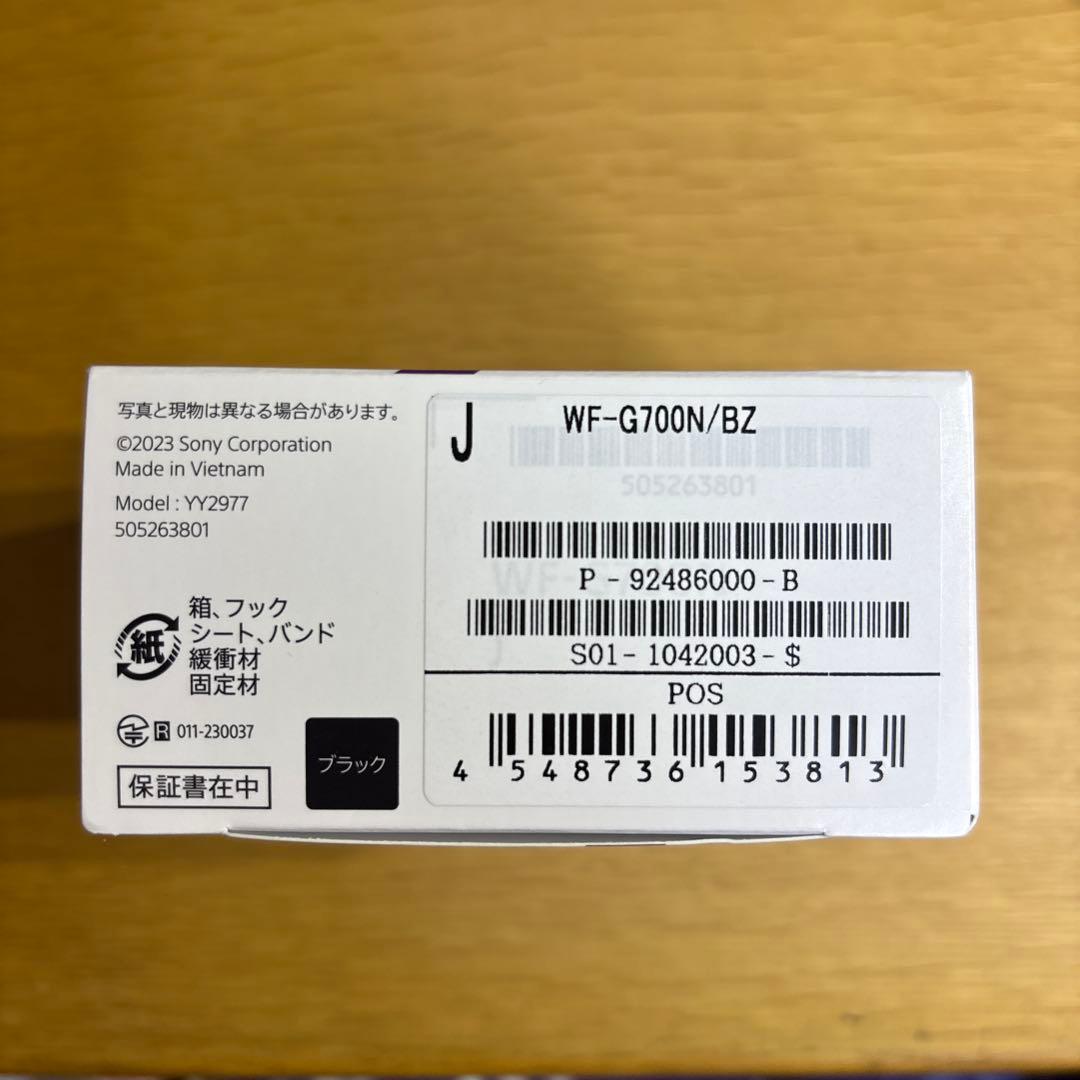 写真と現物は異なる場合があります。
©2023 Sony Corporation
Made in Vietnam
Model : YY2977
505263801
紙
箱、フック
シート、バンド
緩衝材
固定材
R 011-230037
保証書在中
ブラック
J WF-G700N/BZ
505263801
WF-G700N
P - 92486000 - B
S01 - 1042003 - $
POS
4 548736 153813